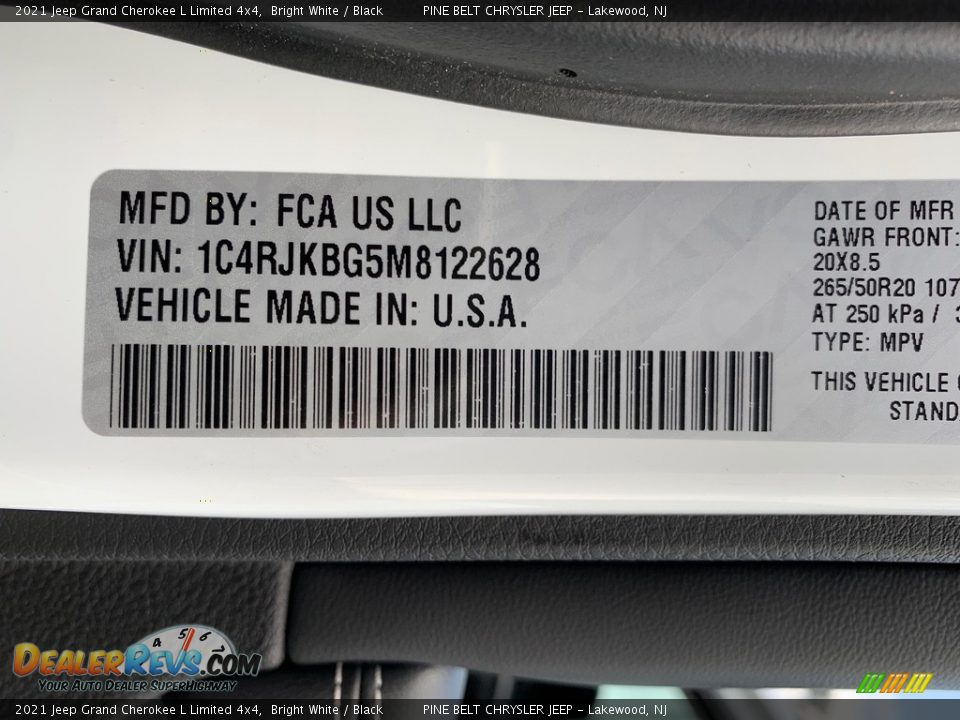 2021 Jeep Grand Cherokee L Limited 4x4, Bright White / Black PINE BELT CHRYSLER JEEP – Lakewood, NJ
MFD BY: FCA US LLC
VIN: 1C4RJKBG5M8122628
VEHICLE MADE IN: U.S.A.
DATE OF MFR
GAWR FRONT:
20X8.5
265/50R20 107
AT 250 kPa /
TYPE: MPV
THIS VEHICLE
4 5 6
DEALERREVS.COM
YOUR AUTO DEALER SUPERHIGHWAY
2021 Jeep Grand Cherokee L Limited 4x4, Bright White / Black PINE BELT CHRYSLER JEEP – Lakewood, NJ